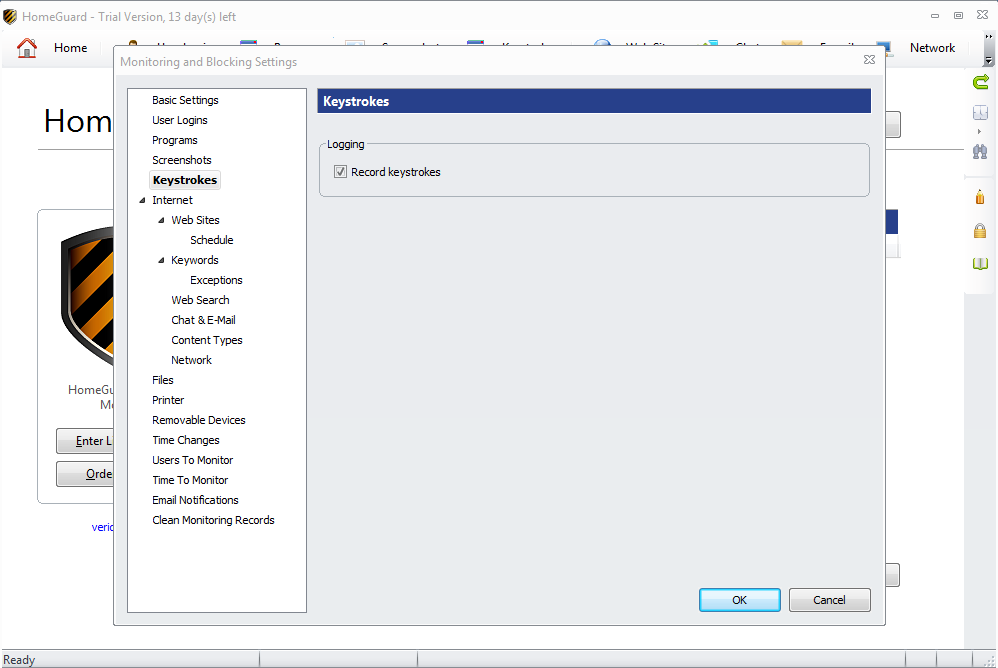 HomeGuard - Trial Version, 13 day(s) left
Home
Network
Monitoring and Blocking Settings
Hom
Basic Settings
User Logins
Programs
Screenshots
Keystrokes
Internet
Web Sites
Schedule
Keywords
Exceptions
Web Search
Chat & E-Mail
Content Types
Network
Files
Printer
Removable Devices
Time Changes
Users To Monitor
Time To Monitor
Email Notifications
Clean Monitoring Records
Keystrokes
Logging
Record keystrokes
HomeGu
M
Enter L
Orde
veric
OK
Cancel
Ready